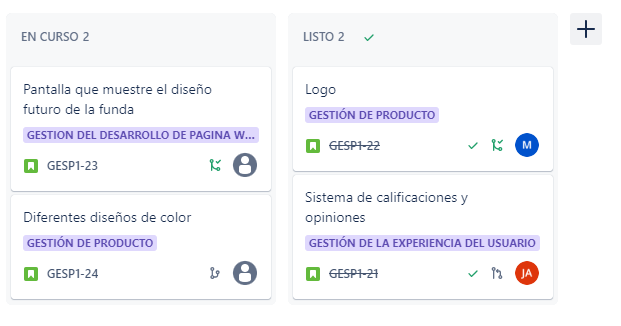 EN CURSO 2
Pantalla que muestre el diseño
futuro de la funda
GESTION DEL DESARROLLO DE PAGINA W...
GESP1-23
Diferentes diseños de color
GESTIÓN DE PRODUCTO
GESP1-24
LISTO 2
Logo
GESTIÓN DE PRODUCTO
GESP1-22
M
Sistema de calificaciones y
opiniones
GESTIÓN DE LA EXPERIENCIA DEL USUARIO
GESP1-21
JA